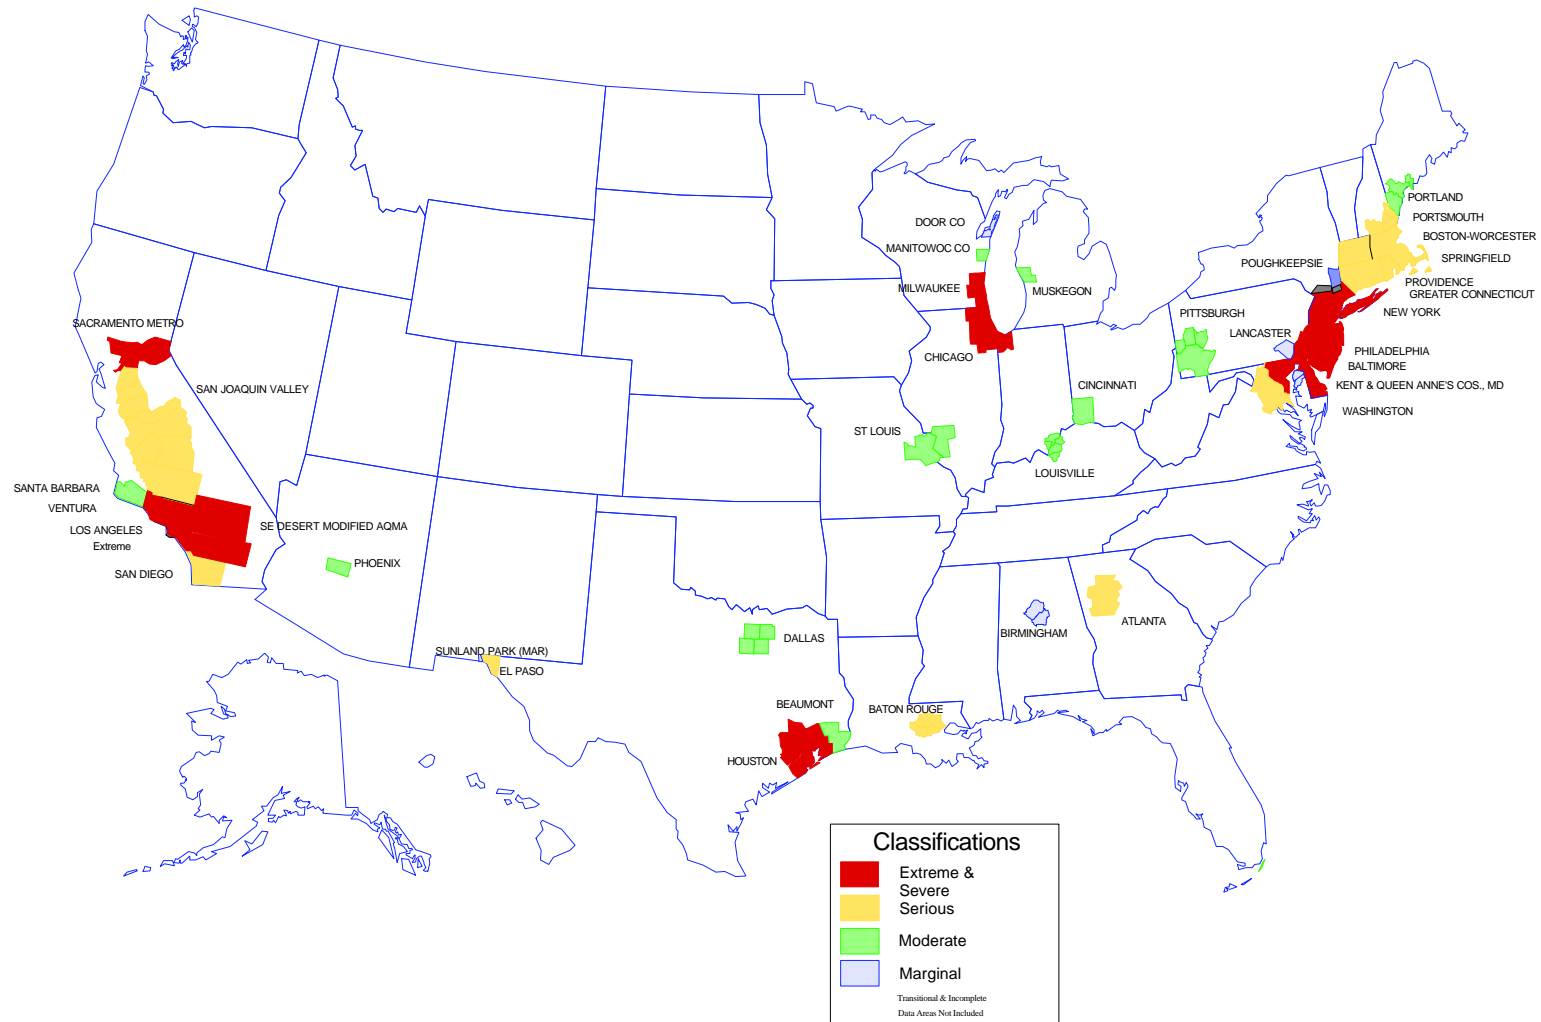 PORTLAND
PORTSMOUTH
DOOR CO
BOSTON-WORCESTER
MANITOWOC CO
SPRINGFIELD
POUGHKEEPSIE
PROVIDENCE
MILWAUKEE
MUSKEGON
GREATER CONNECTICUT
NEW YORK
PITTSBURGH
SACRAMENTO METRO
LANCASTER
PHILADELPHIA
CHICAGO
BALTIMORE
SAN JOAQUIN VALLEY
CINCINNATI
KENT & QUEEN ANNE'S COS., MD
WASHINGTON
ST LOUIS
LOUISVILLE
SANTA BARBARA
VENTURA
SE DESERT MODIFIED AQMA
LOS ANGELES
Extreme
PHOENIX
SAN DIEGO
ATLANTA
BIRMINGHAM
DALLAS
SUNLAND PARK (MAR)
EL PASO
BEAUMONT
BATON ROUGE
HOUSTON
Classifications
Extreme &
Severe
Serious
Moderate
Marginal
Transitional & Incomplete
Data Areas Not Included